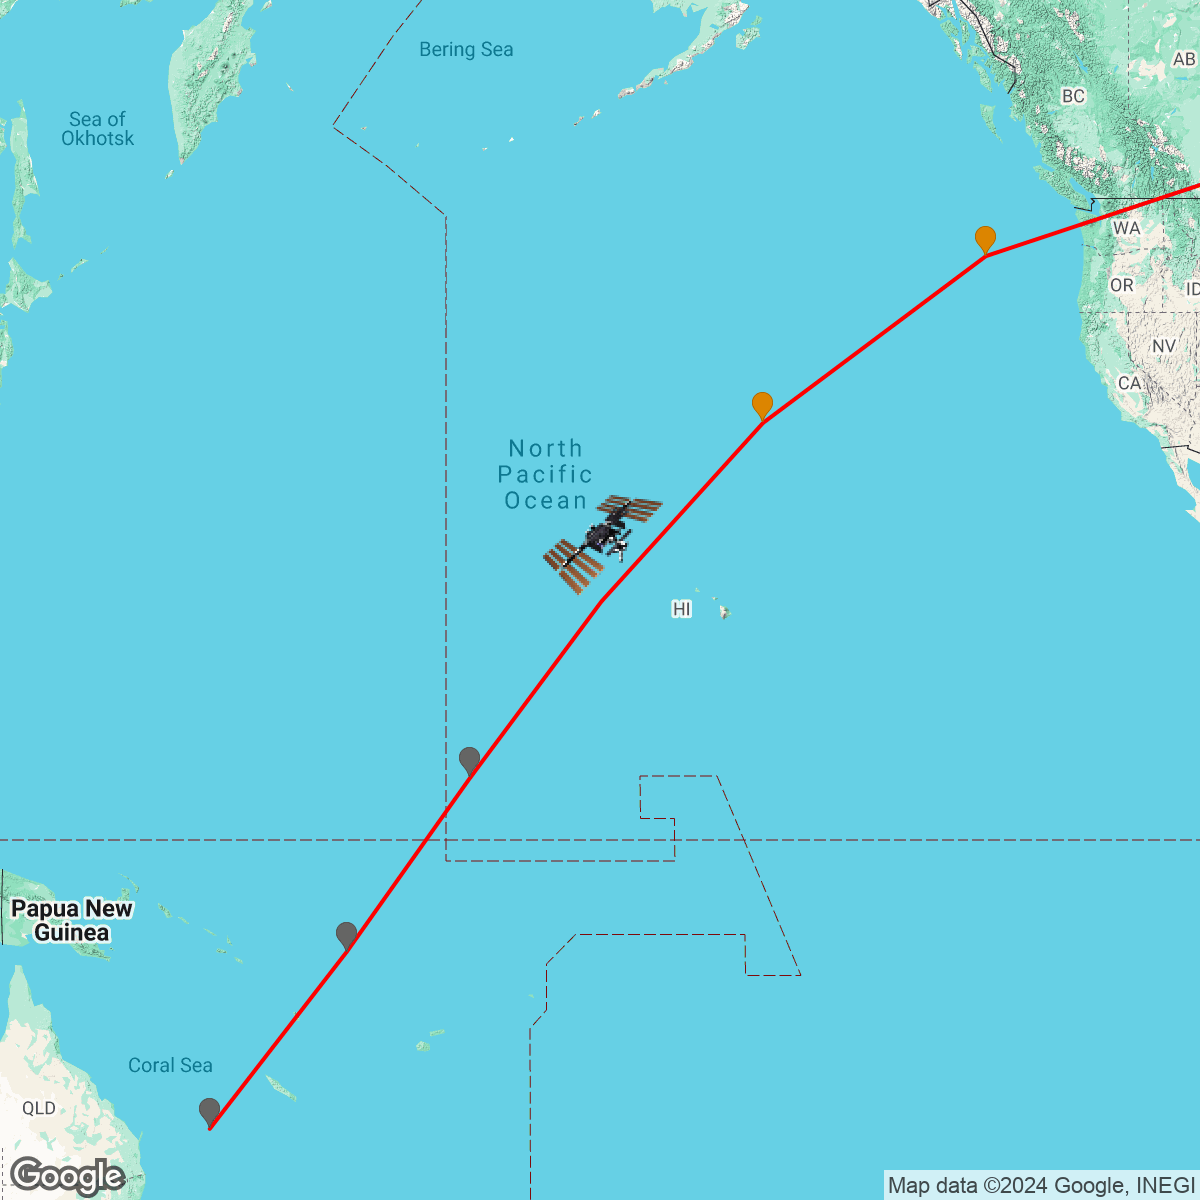 Bering Sea
AB
BC
Sea of
Okhotsk
WA
OR
ID
NV
CA
North
Pacific
Ocean
HI
Papua New
Guinea
Coral Sea
QLD
Google
Map data ©2024 Google, INEGI